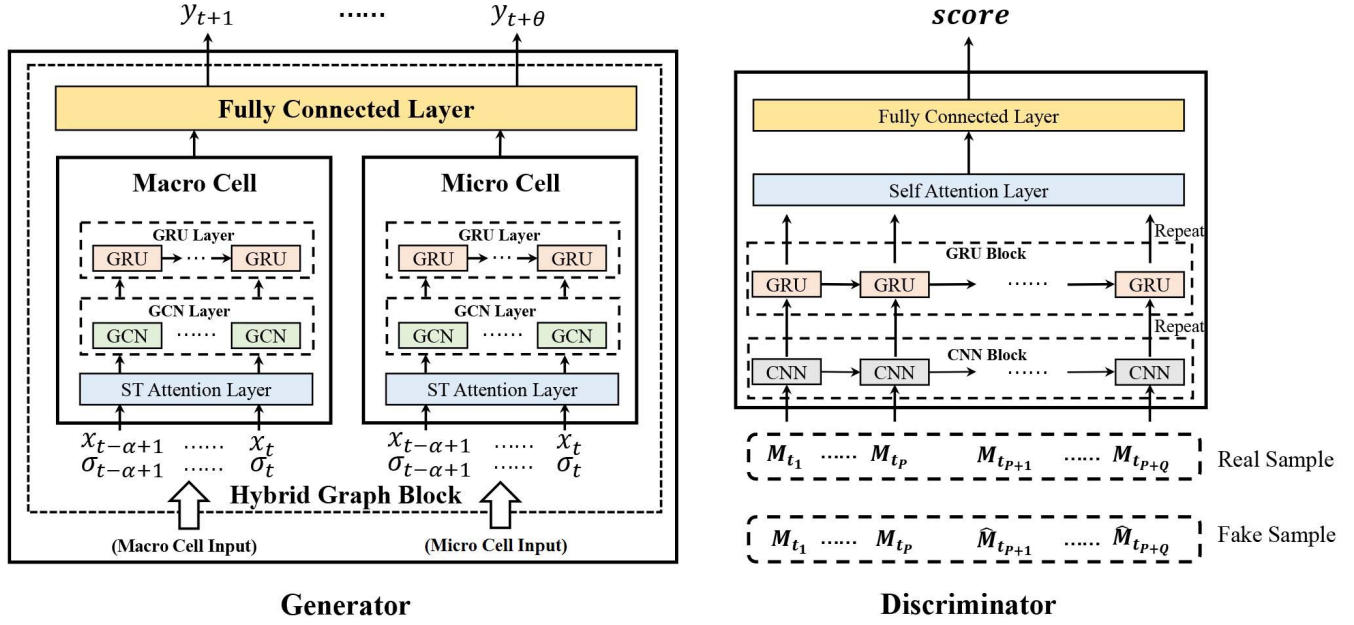 y_{t+1} ...... y_{t+θ}
Fully Connected Layer
Macro Cell
GRU Layer
GRU ... GRU
GCN Layer
GCN ...... GCN
ST Attention Layer
x_{t-α+1} ...... x_t
σ_{t-α+1} ...... σ_t
Micro Cell
GRU Layer
GRU ... GRU
GCN Layer
GCN ...... GCN
ST Attention Layer
x_{t-α+1} ...... x_t
σ_{t-α+1} ...... σ_t
Hybrid Graph Block
(Macro Cell Input)
(Micro Cell Input)
Generator
score
Fully Connected Layer
Self Attention Layer
Repeat
GRU Block
GRU GRU ...... GRU
Repeat
CNN Block
CNN CNN ...... CNN
M_{t_1} ...... M_{t_P} M_{t_{P+1}} ...... M_{t_{P+Q}} Real Sample
M_{t_1} ...... M_{t_P} M̂_{t_{P+1}} ...... M̂_{t_{P+Q}} Fake Sample
Discriminator